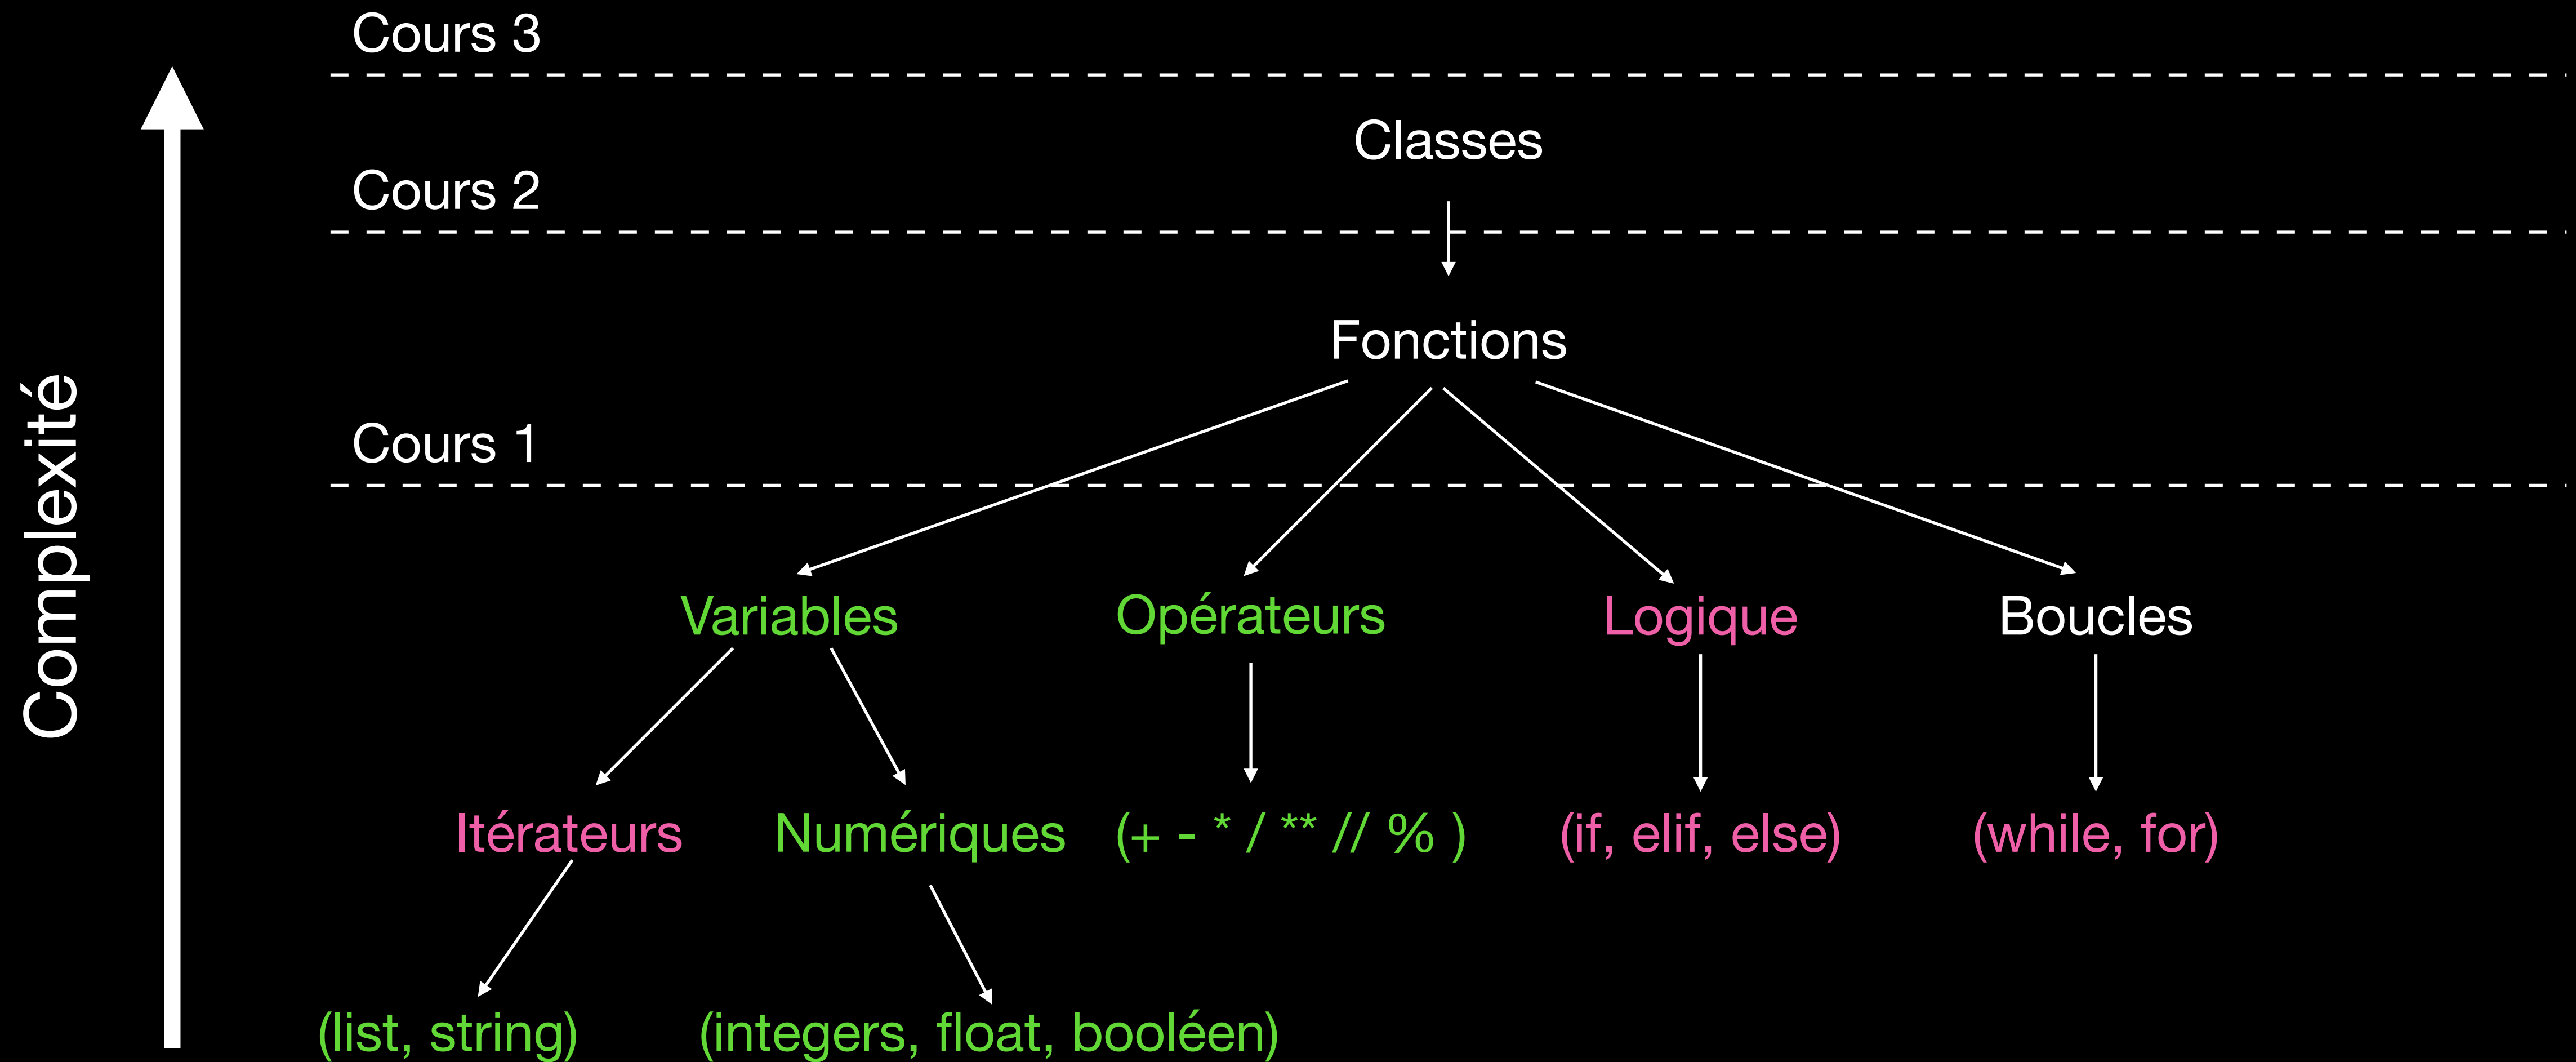 Cours 3
Classes
Cours 2
Fonctions
Cours 1
Complexité
Variables
Opérateurs
Logique
Boucles
Itérateurs
Numériques
(+ - * / ** // % )
(if, elif, else)
(while, for)
(list, string)
(integers, float, booléen)